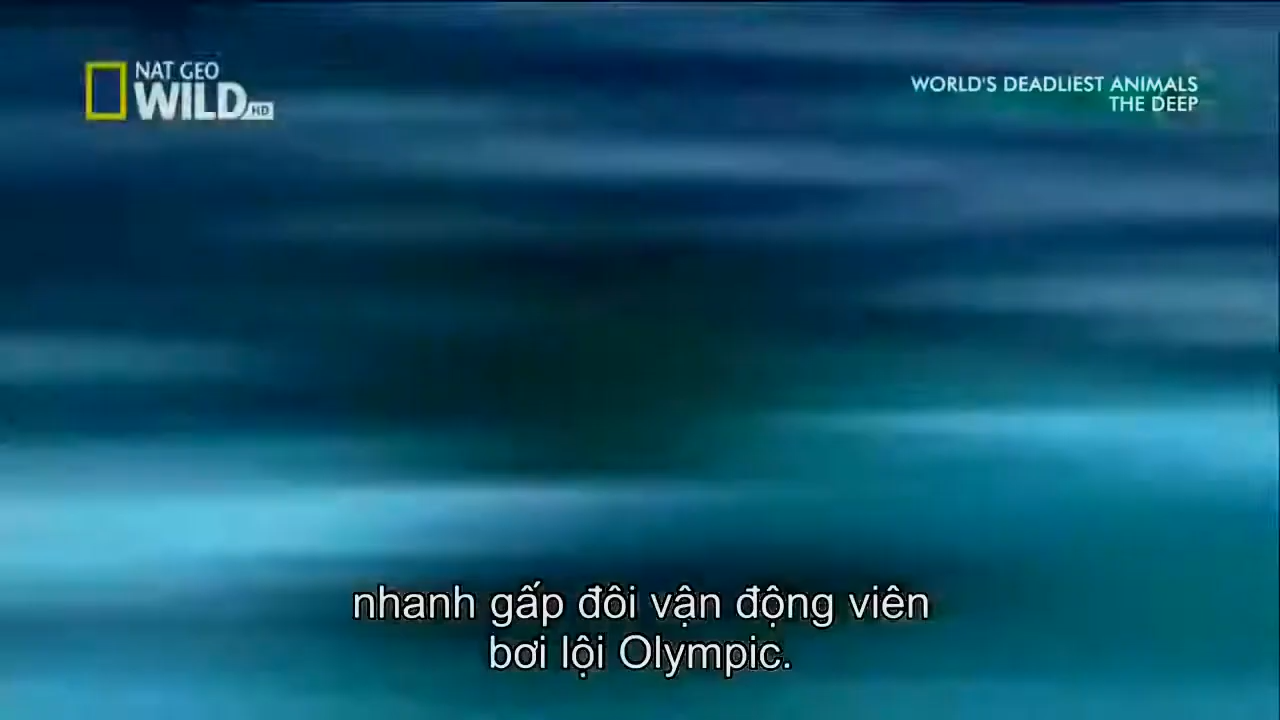 NAT GEO
WILD HD
WORLD'S DEADLIEST ANIMALS
THE DEEP
nhanh gấp đôi vận động viên
bơi lội Olympic.